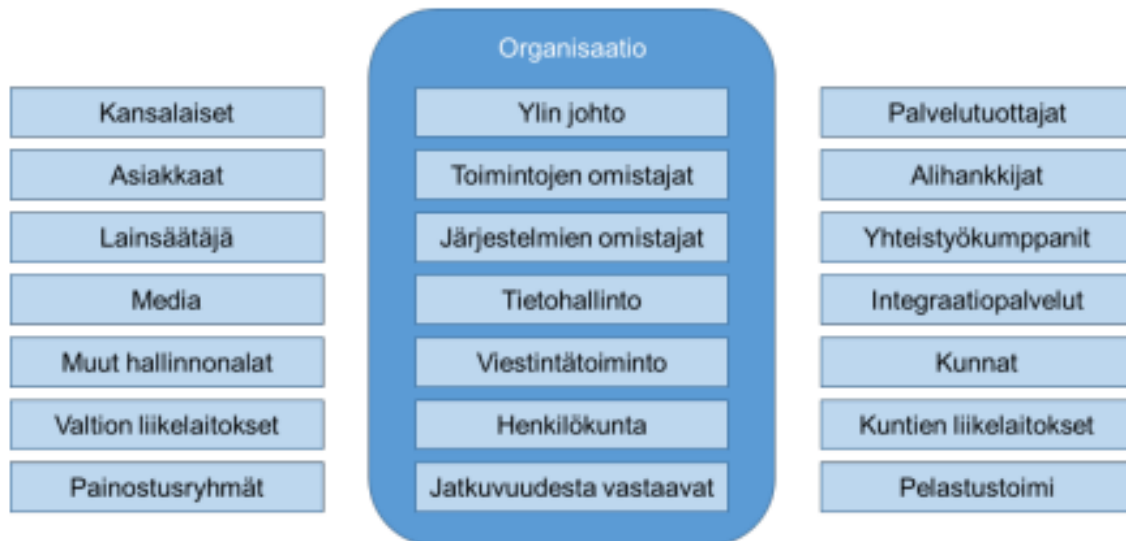 Organisaatio
Kansalaiset
Ylin johto
Palvelutuottajat
Asiakkaat
Toimintojen omistajat
Alihankkijat
Lainsäätäjä
Järjestelmien omistajat
Yhteistyökumppanit
Media
Tietohallinto
Integraatiopalvelut
Muut hallinnonalat
Viestintätoiminto
Kunnat
Valtion liikelaitokset
Henkilökunta
Kuntien liikelaitokset
Painostusryhmät
Jatkuvuudesta vastaavat
Pelastustoimi